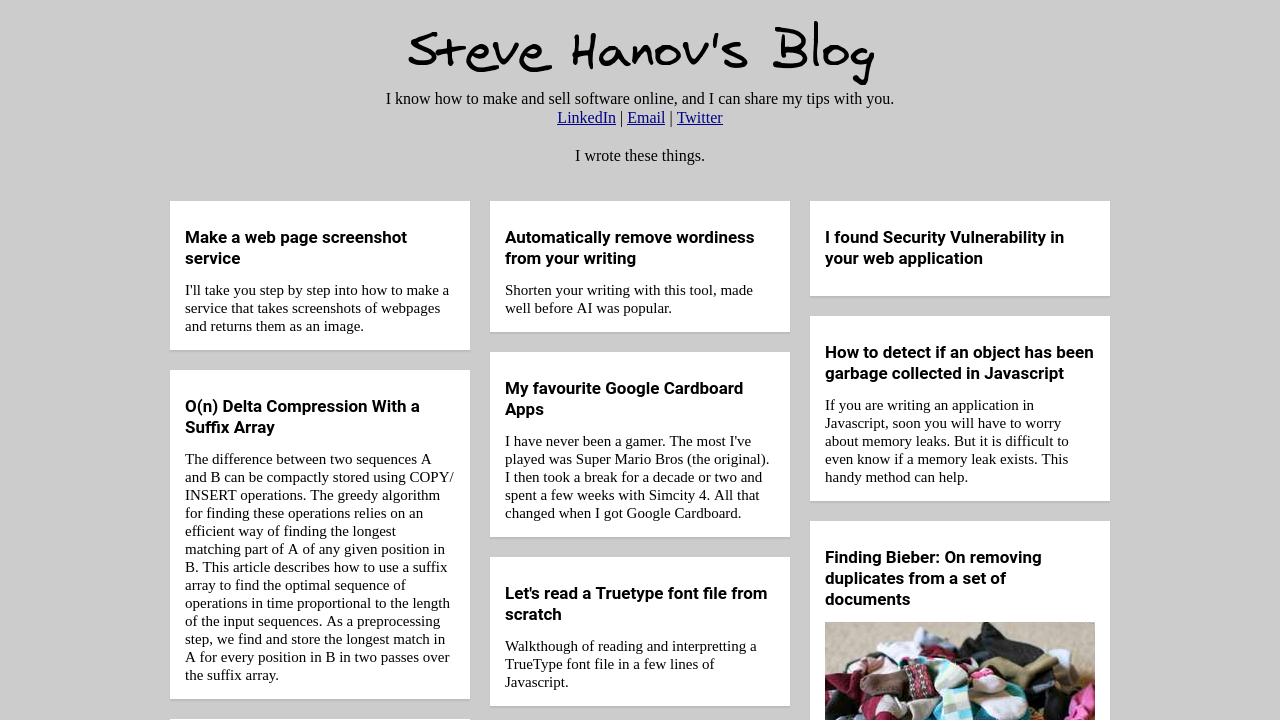 Steve Hanov's Blog
I know how to make and sell software online, and I can share my tips with you.
LinkedIn | Email | Twitter
I wrote these things.
Make a web page screenshot
service
I'll take you step by step into how to make a
service that takes screenshots of webpages
and returns them as an image.
O(n) Delta Compression With a
Suffix Array
The difference between two sequences A
and B can be compactly stored using COPY/
INSERT operations. The greedy algorithm
for finding these operations relies on an
efficient way of finding the longest
matching part of A of any given position in
B. This article describes how to use a suffix
array to find the optimal sequence of
operations in time proportional to the length
of the input sequences. As a preprocessing
step, we find and store the longest match in
A for every position in B in two passes over
the suffix array.
Automatically remove wordiness
from your writing
Shorten your writing with this tool, made
well before AI was popular.
My favourite Google Cardboard
Apps
I have never been a gamer. The most I've
played was Super Mario Bros (the original).
I then took a break for a decade or two and
spent a few weeks with Simcity 4. All that
changed when I got Google Cardboard.
Let's read a Truetype font file from
scratch
Walkthough of reading and interpretting a
TrueType font file in a few lines of
Javascript.
I found Security Vulnerability in
your web application
How to detect if an object has been
garbage collected in Javascript
If you are writing an application in
Javascript, soon you will have to worry
about memory leaks. But it is difficult to
even know if a memory leak exists. This
handy method can help.
Finding Bieber: On removing
duplicates from a set of
documents